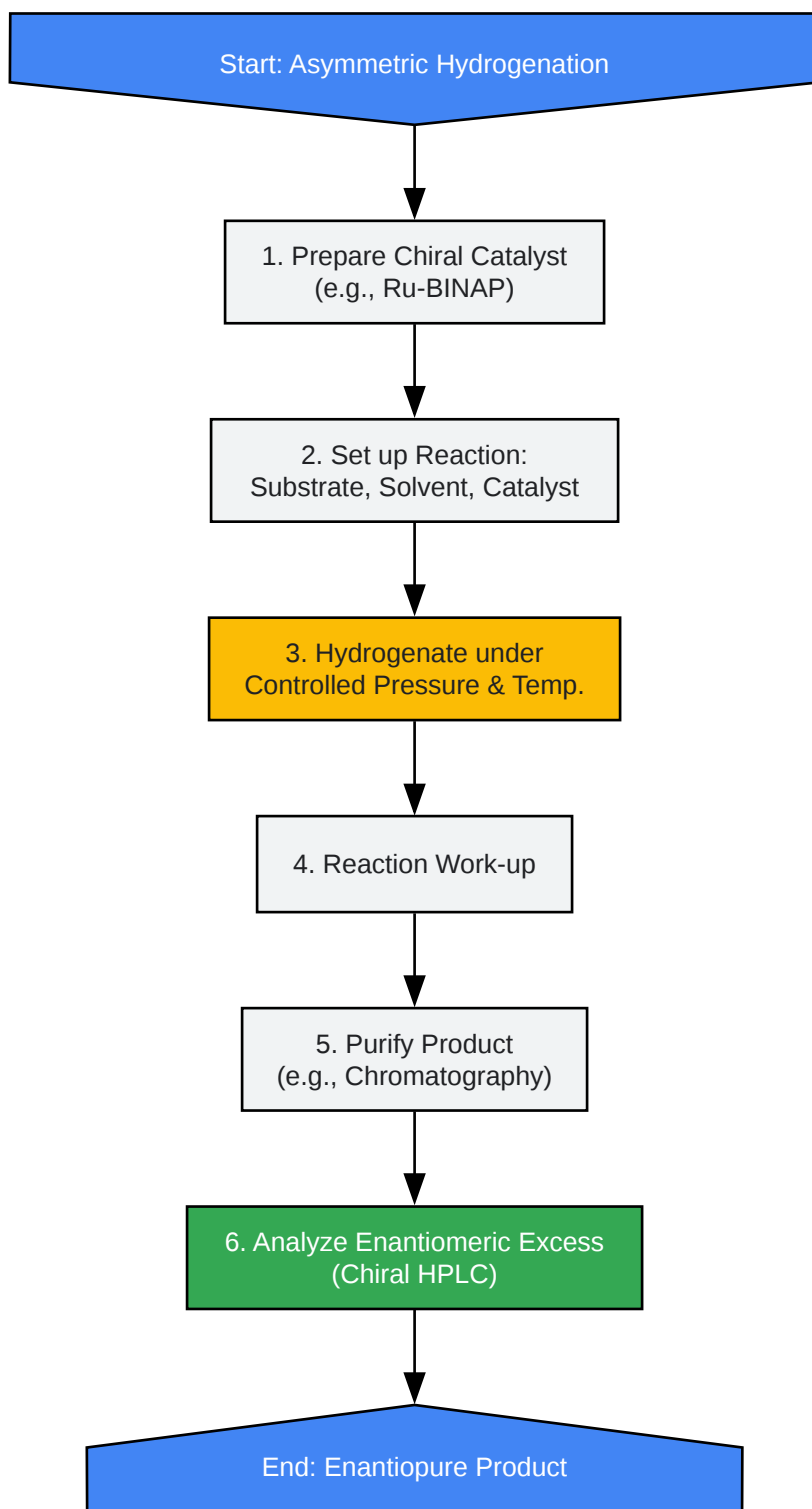 Start: Asymmetric Hydrogenation
1. Prepare Chiral Catalyst
(e.g., Ru-BINAP)
2. Set up Reaction:
Substrate, Solvent, Catalyst
3. Hydrogenate under
Controlled Pressure & Temp.
4. Reaction Work-up
5. Purify Product
(e.g., Chromatography)
6. Analyze Enantiomeric Excess
(Chiral HPLC)
End: Enantiopure Product